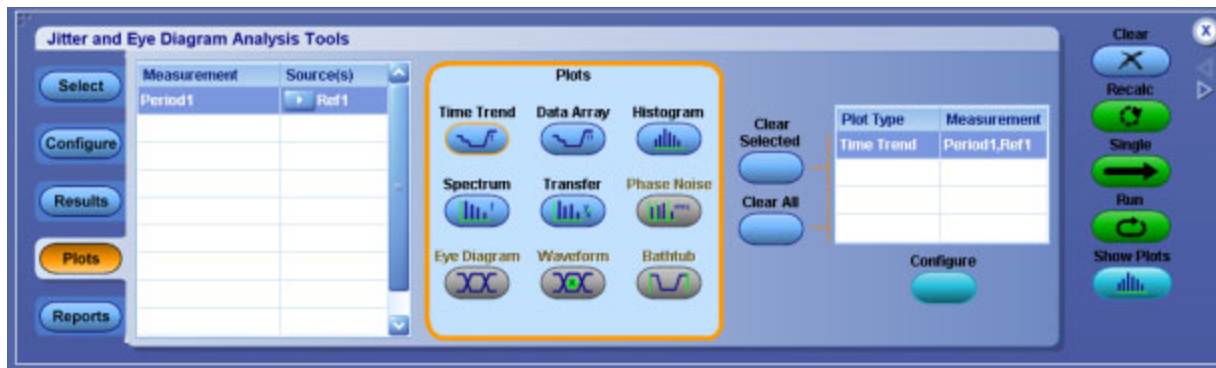 Jitter and Eye Diagram Analysis Tools
Select
Configure
Results
Plots
Reports
Measurement Source(s)
Period1 Ref1
Plots
Time Trend Data Array Histogram
Spectrum Transfer Phase Noise
Eye Diagram Waveform Bathtub
Clear Selected
Clear All
Plot Type Measurement
Time Trend Period1,Ref1
Configure
Clear
X
Recalc
Single
Run
Show Plots